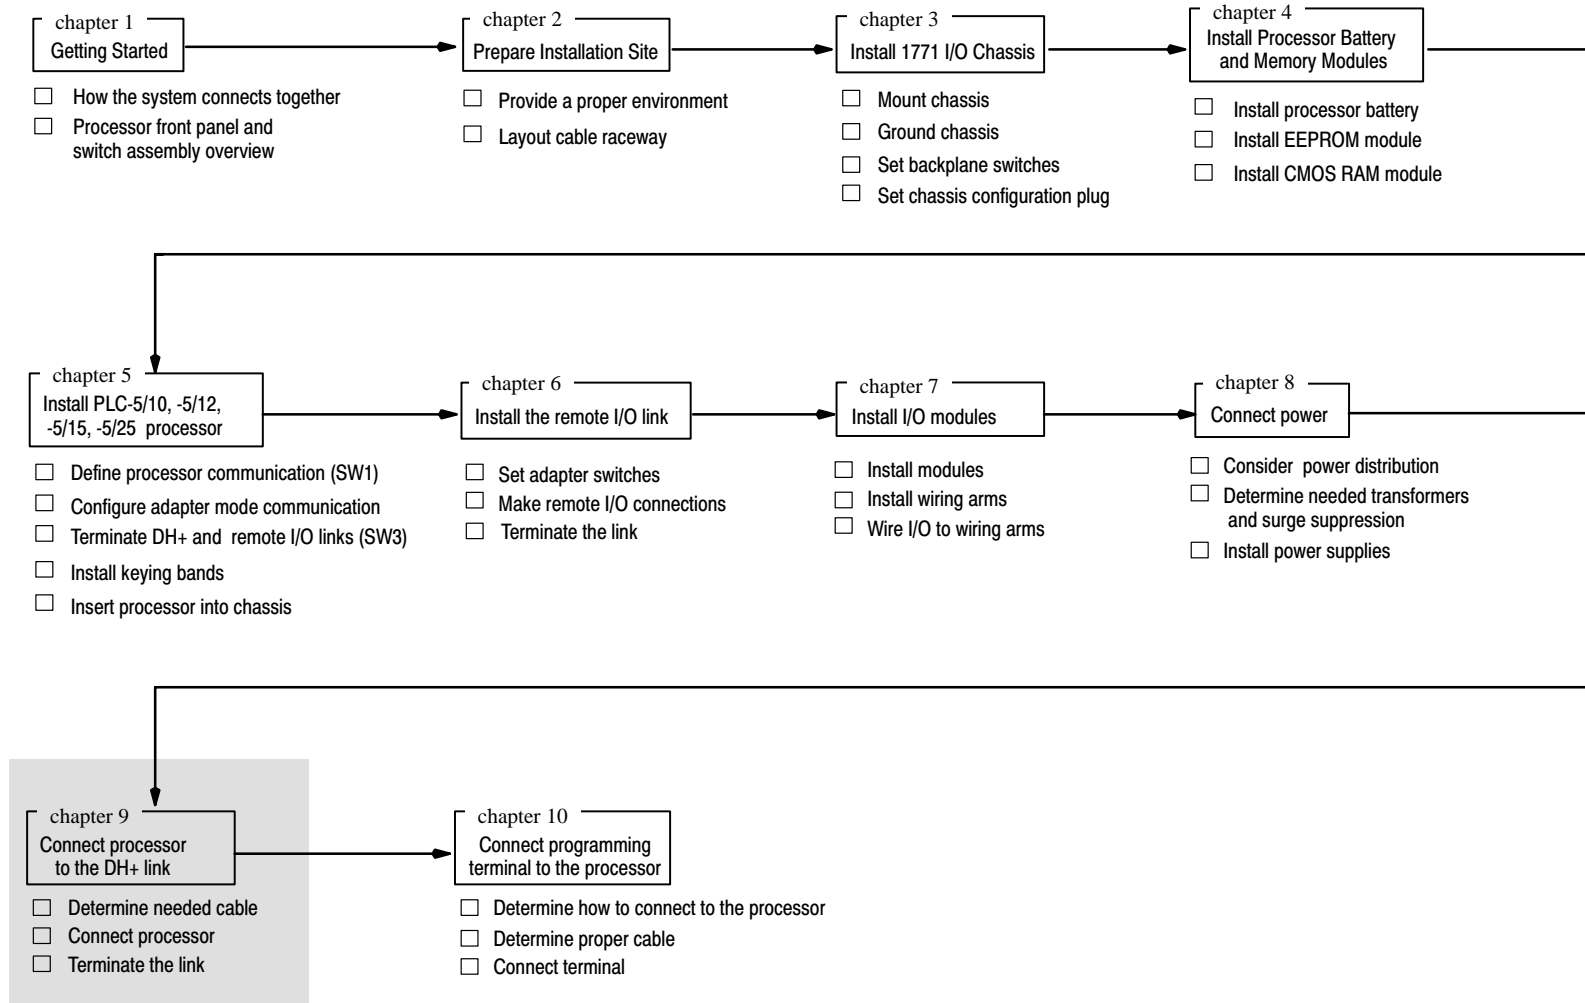 chapter 1
Getting Started
How the system connects together
Processor front panel and
switch assembly overview
chapter 2
Prepare Installation Site
Provide a proper environment
Layout cable raceway
chapter 3
Install 1771 I/O Chassis
Mount chassis
Ground chassis
Set backplane switches
Set chassis configuration plug
chapter 4
Install Processor Battery
and Memory Modules
Install processor battery
Install EEPROM module
Install CMOS RAM module
chapter 5
Install PLC-5/10, -5/12,
-5/15, -5/25 processor
Define processor communication (SW1)
Configure adapter mode communication
Terminate DH+ and remote I/O links (SW3)
Install keying bands
Insert processor into chassis
chapter 6
Install the remote I/O link
Set adapter switches
Make remote I/O connections
Terminate the link
chapter 7
Install I/O modules
Install modules
Install wiring arms
Wire I/O to wiring arms
chapter 8
Connect power
Consider power distribution
Determine needed transformers
and surge suppression
Install power supplies
chapter 9
Connect processor
to the DH+ link
Determine needed cable
Connect processor
Terminate the link
chapter 10
Connect programming
terminal to the processor
Determine how to connect to the processor
Determine proper cable
Connect terminal